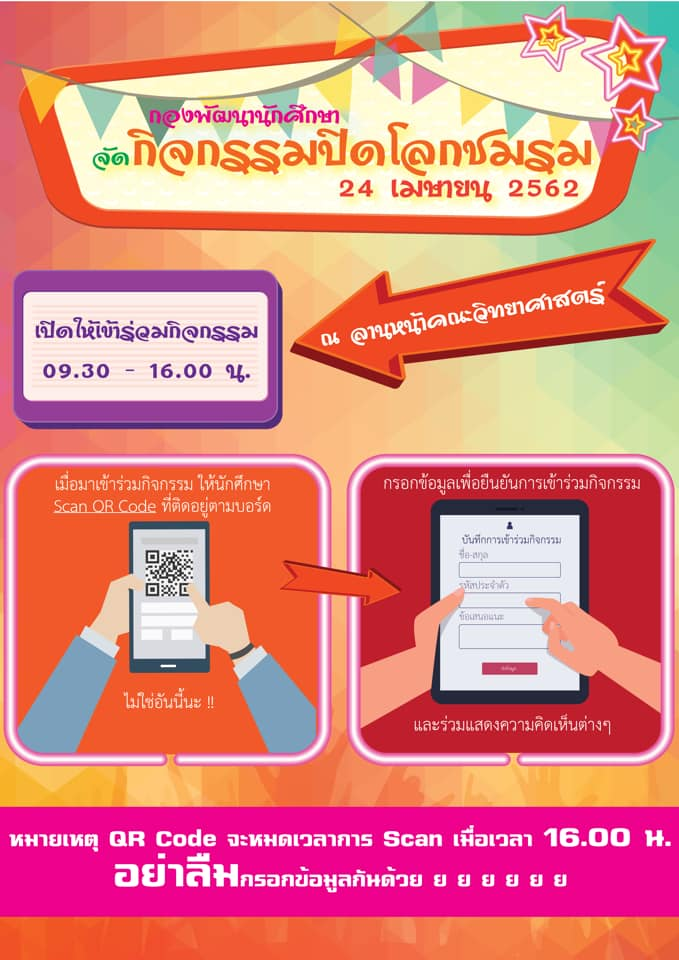 กองพัฒนานักศึกษา
จัดกิจกรรมปิดโลกชมรม
24 เมษายน 2562
ณ ลานหน้าคณะวิทยาศาสตร์
เปิดให้เข้าร่วมกิจกรรม
09.30 - 16.00 น.
เมื่อมาเข้าร่วมกิจกรรม ให้นักศึกษา
Scan QR Code ที่ติดอยู่ตามบอร์ด
ไม่ใช่อันนี้นะ !!
กรอกข้อมูลเพื่อยืนยันการเข้าร่วมกิจกรรม
บันทึกการเข้าร่วมกิจกรรม
ชื่อ-สกุล
รหัสประจำตัว
ข้อเสนอแนะ
และร่วมแสดงความคิดเห็นต่างๆ
หมายเหตุ QR Code จะหมดเวลาการ Scan เมื่อเวลา 16.00 น.
อย่าลืมกรอกข้อมูลกันด้วย ย ย ย ย ย ย